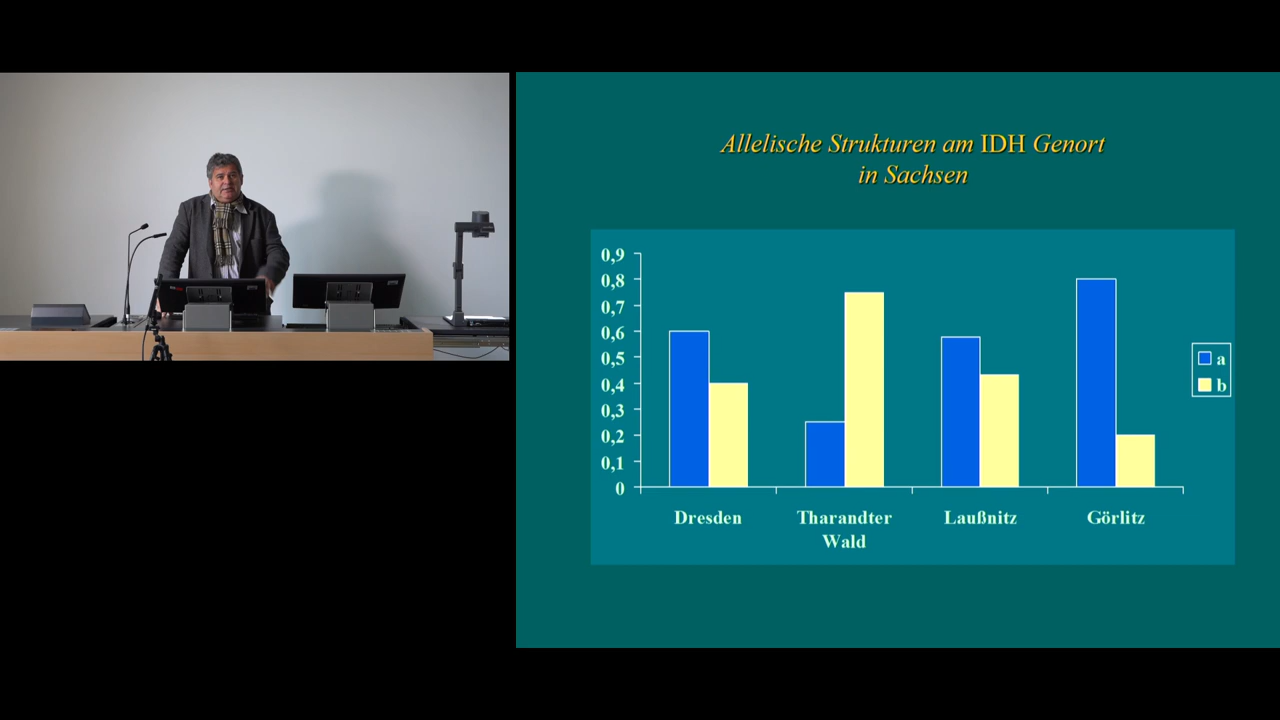 Allelische Strukturen am IDH Genort
in Sachsen
0,9
0,8
0,7
0,6
0,5
0,4
0,3
0,2
0,1
0
a
b
Dresden
Tharandter
Wald
Laußnitz
Görlitz